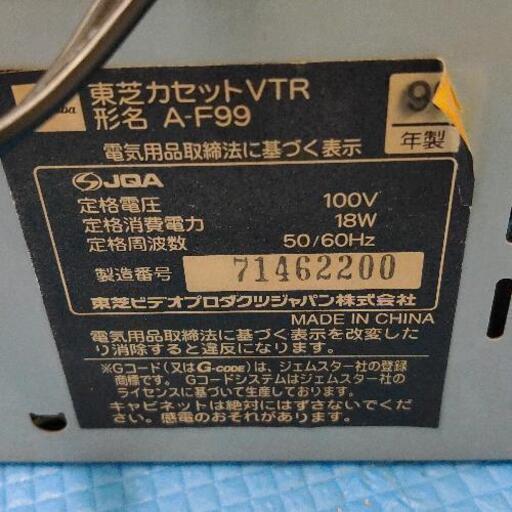 東芝カセットVTR
形名 A-F99
年製
電気用品取締法に基づく表示
JQA
定格電圧 100V
定格消費電力 18W
定格周波数 50/60Hz
製造番号 71462200
東芝ビデオプロダクツジャパン株式会社
MADE IN CHINA
電気用品取締法に基づく表示を改変した
り消除すると違反になります。
※Gコード(又はG-CODE)は、ジェムスター社の登録
商標です。 Gコードシステムはジェムスター社の
ライセンスに基づいて生産しております。
キャビネットは絶対にはずさないでくだ
さい。感電のおそれがあります。